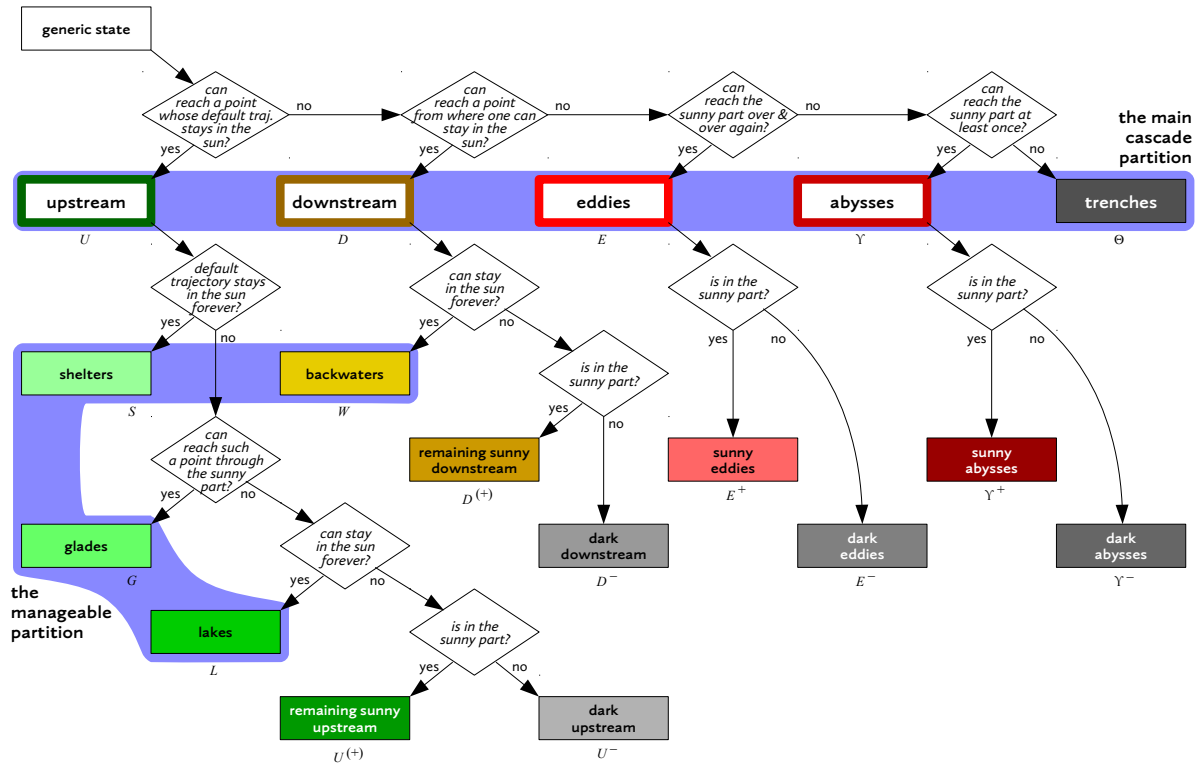 generic state
can
reach a point
whose default traj.
stays in the
sun?
no
yes
can
reach a point
from where one can
stay in the
sun?
no
yes
can
reach the
sunny part over &
over again?
no
yes
can
reach the
sunny part at
least once?
yes
no
the main
cascade
partition
upstream
downstream
eddies
abysses
trenches
U
D
E
ϒ
Θ
default
trajectory stays
in the sun
forever?
yes
no
can stay
in the sun
forever?
yes
no
is in the
sunny part?
yes
no
is in the
sunny part?
yes
no
shelters
backwaters
S
W
is in the
sunny part?
yes
no
can
reach such
a point through
the sunny
part?
yes
no
remaining sunny
downstream
sunny
eddies
sunny
abysses
D(+)
E+
ϒ+
glades
G
can stay
in the sun
forever?
yes
no
dark
downstream
dark
eddies
dark
abysses
D−
E−
ϒ−
the
manageable
partition
lakes
L
is in the
sunny part?
yes
no
remaining sunny
upstream
dark
upstream
U(+)
U−